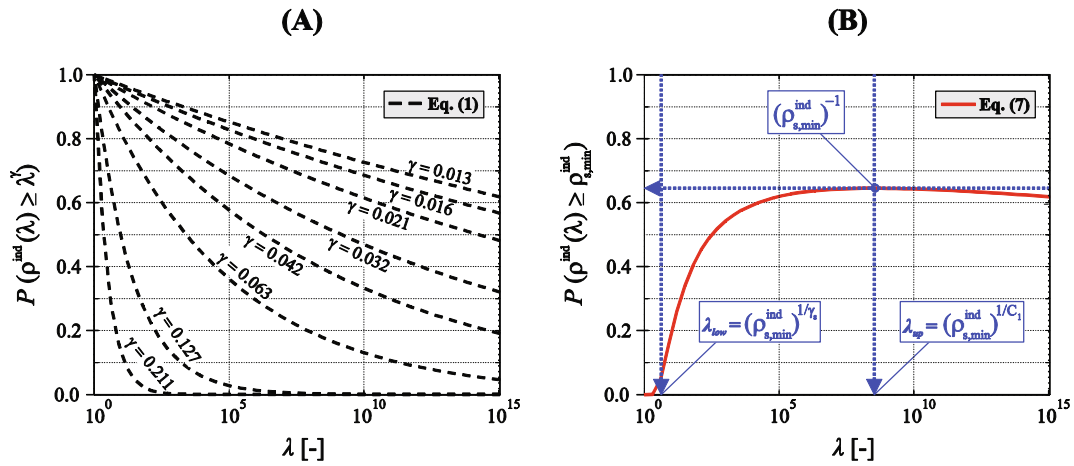 (A)
P (ρ^ind (λ) ≥ λ^γ)
1.0
0.8
0.6
0.4
0.2
0.0
Eq. (1)
γ = 0.013
γ = 0.016
γ = 0.021
γ = 0.032
γ = 0.042
γ = 0.063
γ = 0.127
γ = 0.211
10^0
10^5
10^10
10^15
λ [-]
(B)
P (ρ^ind (λ) ≥ ρ^ind_s,min)
1.0
0.8
0.6
0.4
0.2
0.0
Eq. (7)
(ρ^ind_s,min)^−1
λ_low = (ρ^ind_s,min)^1/γ_s
λ_up = (ρ^ind_s,min)^1/C_1
10^0
10^5
10^10
10^15
λ [-]